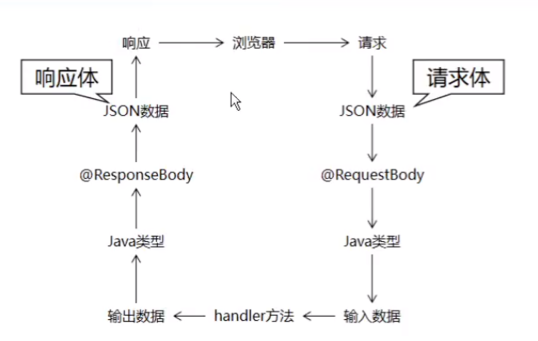 响应
浏览器
请求
响应体
请求体
JSON数据
JSON数据
@ResponseBody
@RequestBody
Java类型
Java类型
输出数据
handler方法
输入数据